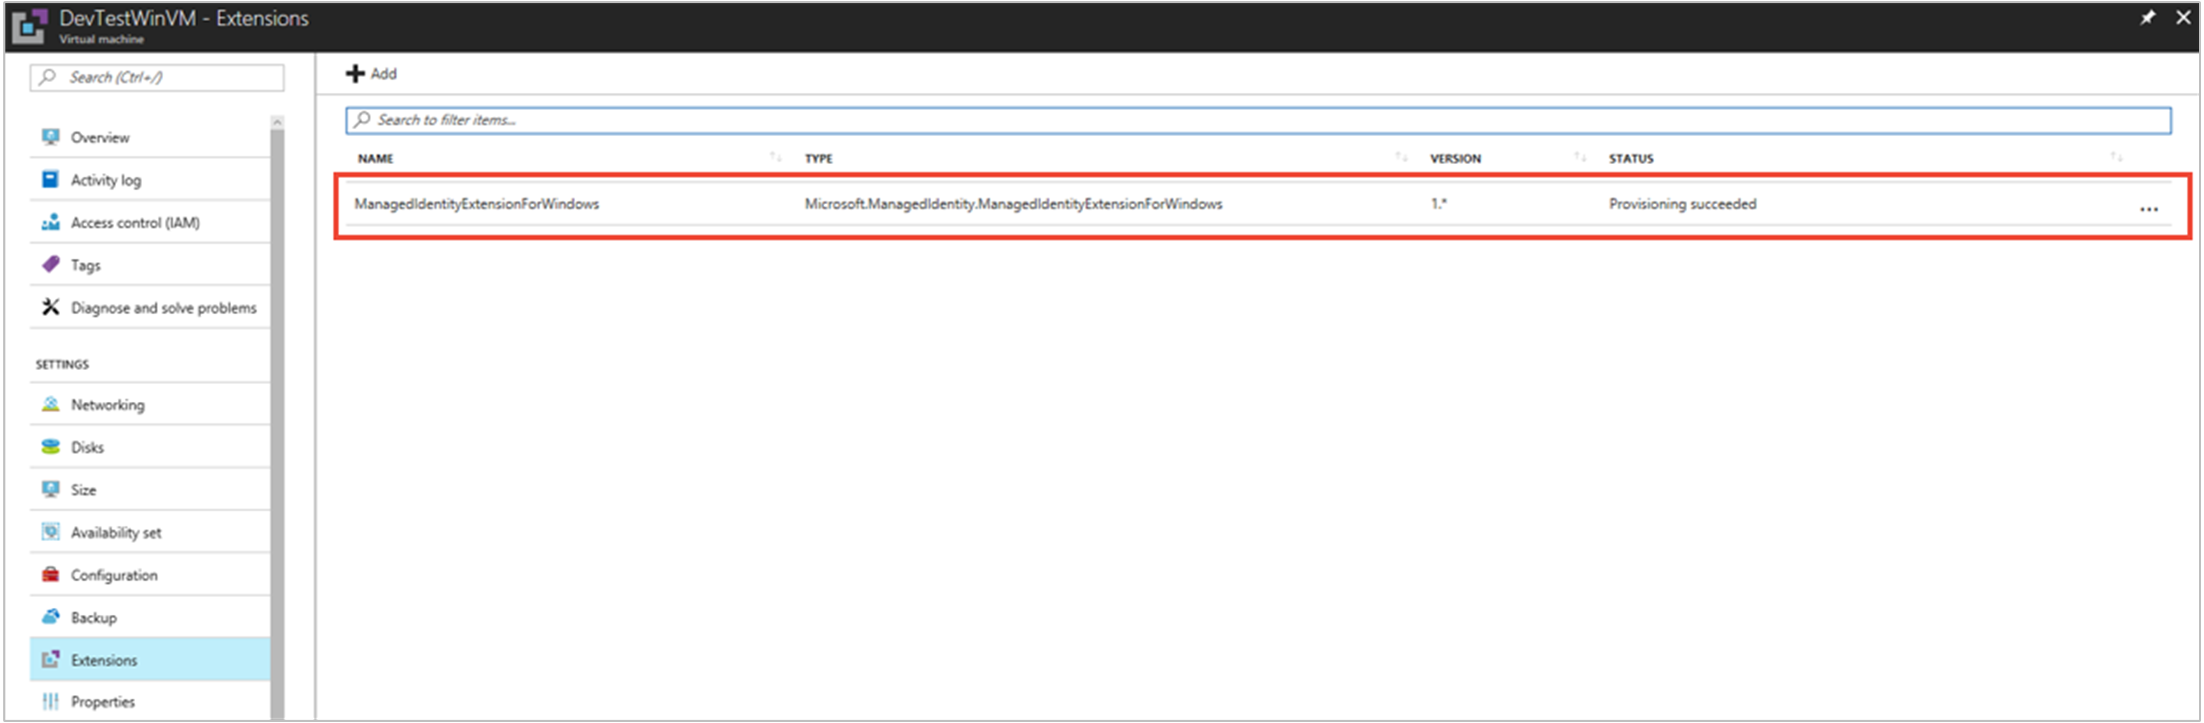 DevTestWinVM - Extensions
Virtual machine
Search (Ctrl+/)
Overview
Activity log
Access control (IAM)
Tags
Diagnose and solve problems
SETTINGS
Networking
Disks
Size
Availability set
Configuration
Backup
Extensions
Properties
Add
Search to filter items...
NAME TYPE VERSION STATUS
ManagedIdentityExtensionForWindows Microsoft.ManagedIdentity.ManagedIdentityExtensionForWindows 1.* Provisioning succeeded ...